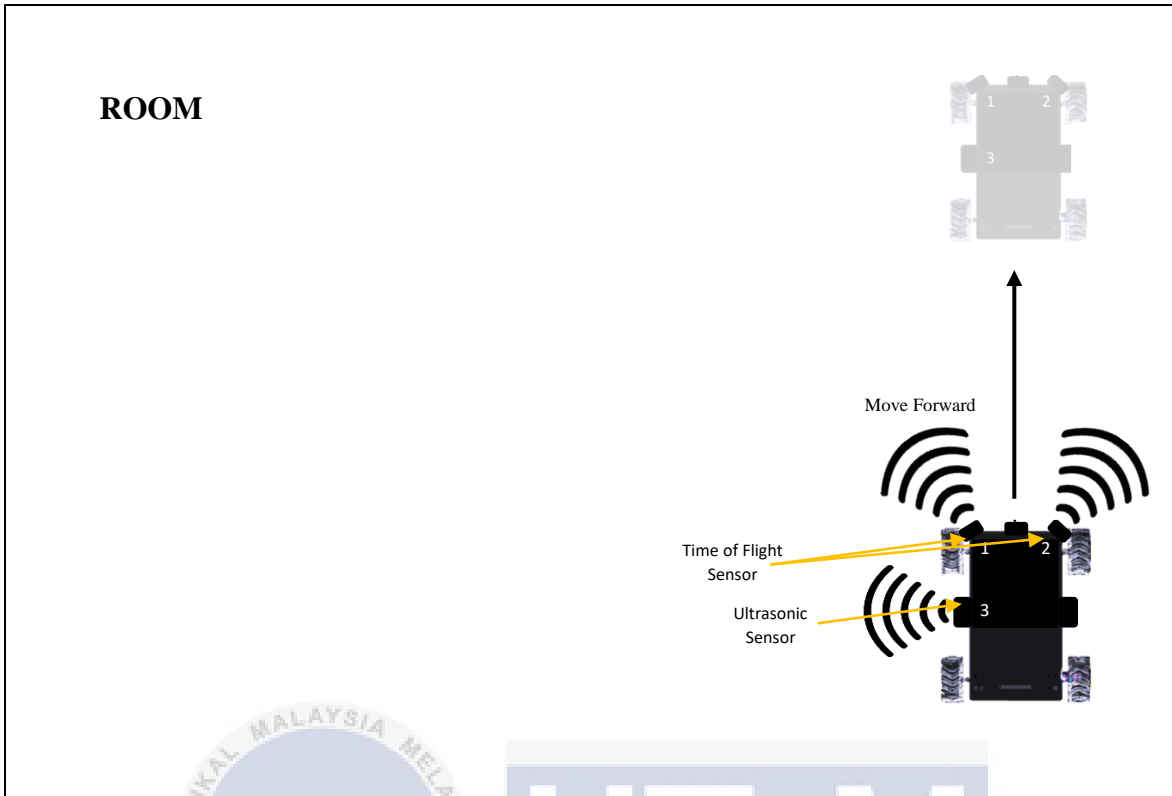 ROOM
1 2
3
Move Forward
Time of Flight
Sensor
1 2
Ultrasonic
Sensor
3
MALAYSIA